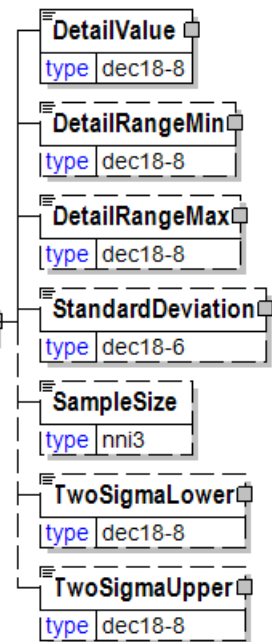 DetailValue
type dec18-8
DetailRangeMin
type dec18-8
DetailRangeMax
type dec18-8
StandardDeviation
type dec18-6
SampleSize
type nni3
TwoSigmaLower
type dec18-8
TwoSigmaUpper
type dec18-8